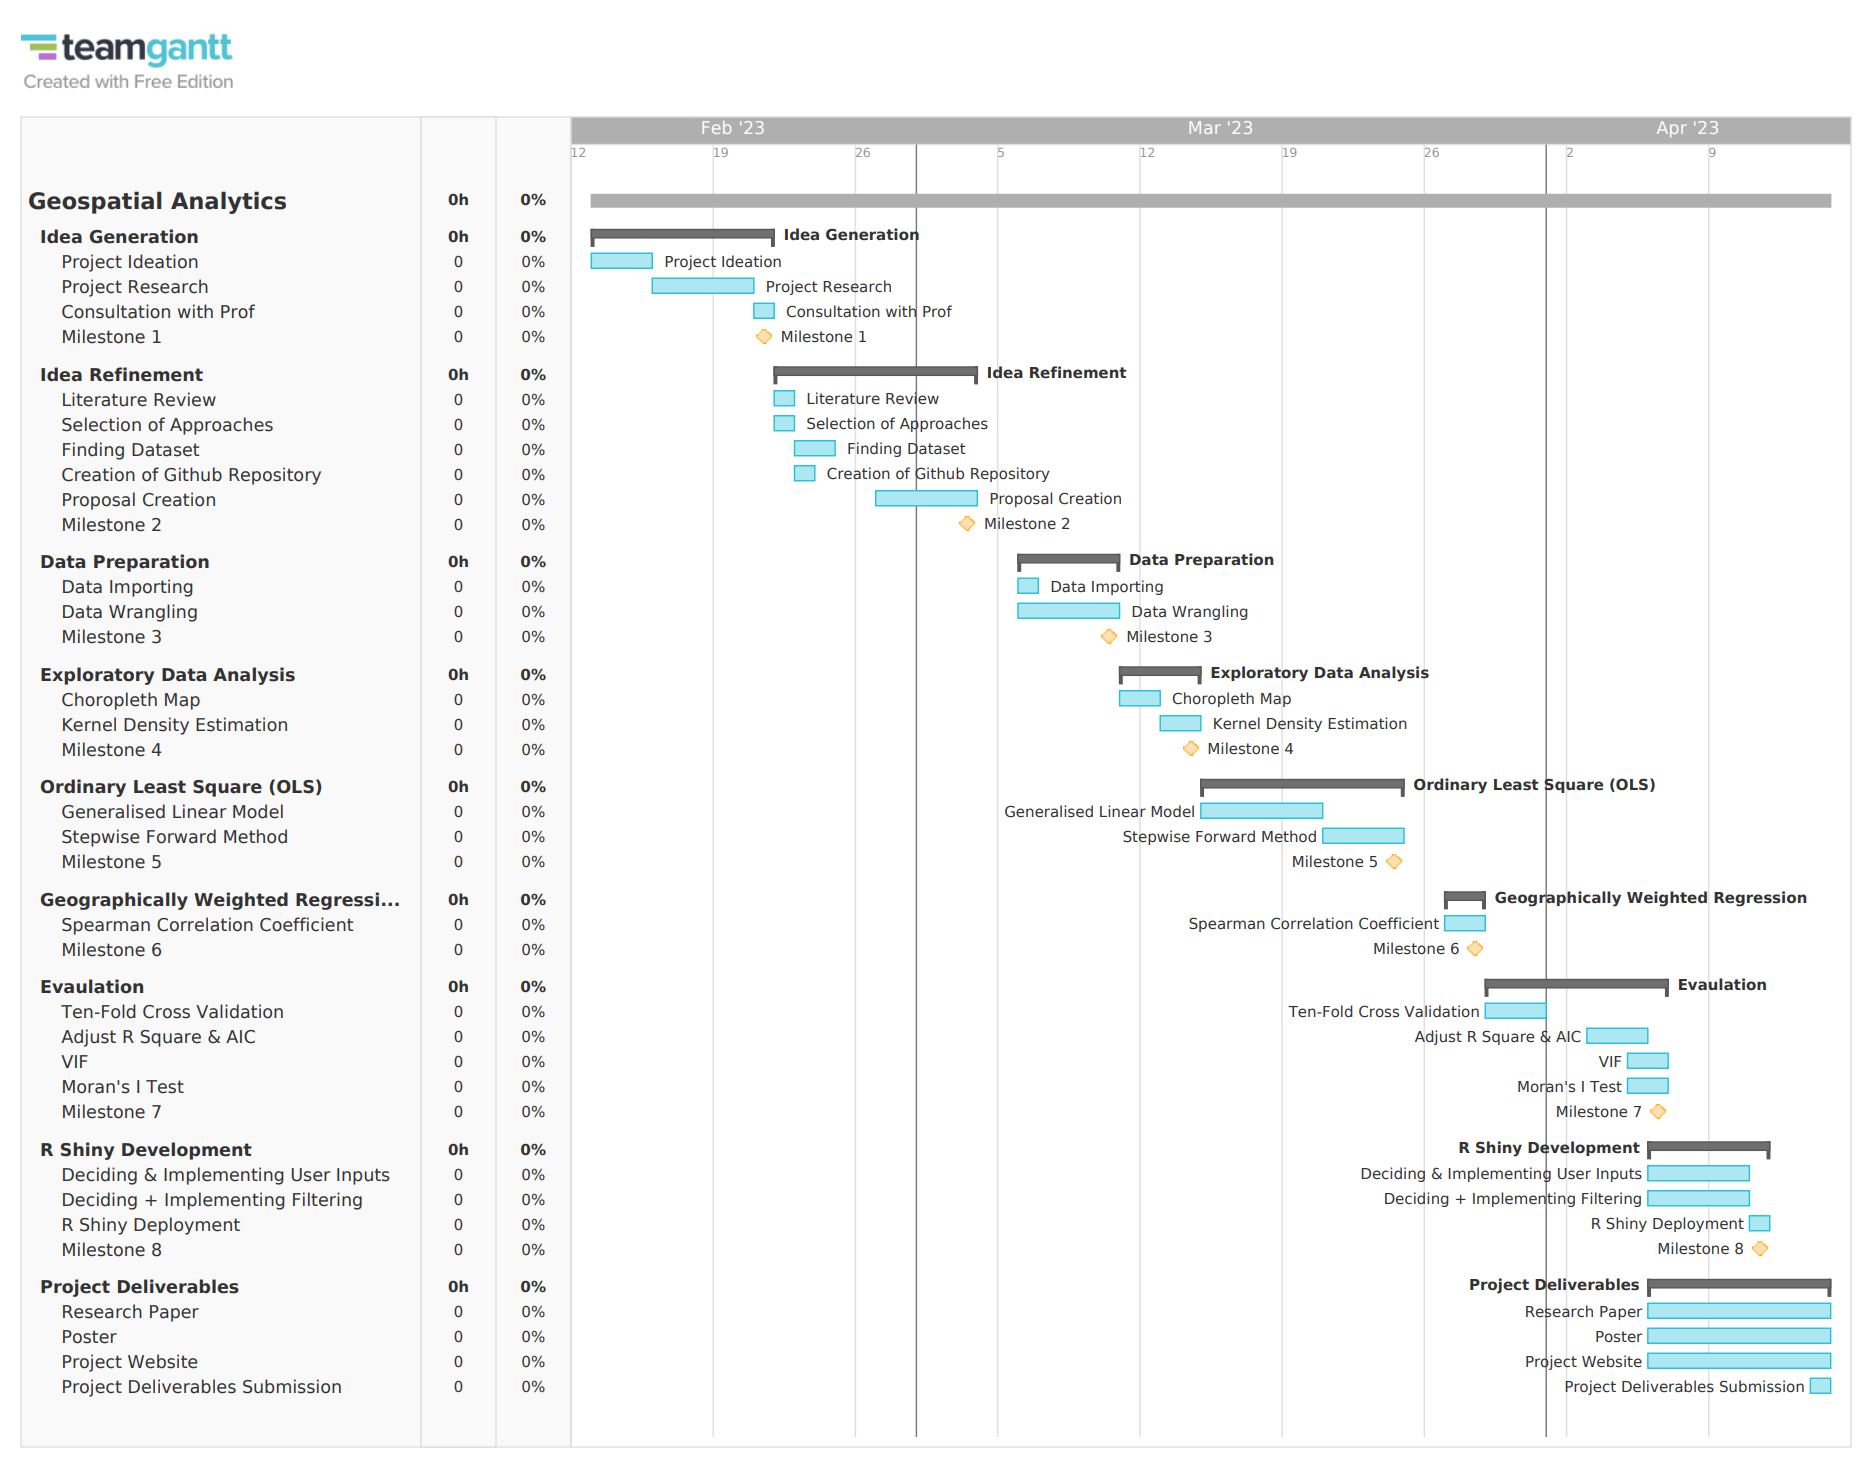 teamgantt
Created with Free Edition
Feb '23 Mar '23 Apr '23
12 19 26 5 12 19 26 2 9
Geospatial Analytics 0h 0%
Idea Generation 0h 0% Idea Generation
Project Ideation 0 0% Project Ideation
Project Research 0 0% Project Research
Consultation with Prof 0 0% Consultation with Prof
Milestone 1 0 0% Milestone 1
Idea Refinement 0h 0% Idea Refinement
Literature Review 0 0% Literature Review
Selection of Approaches 0 0% Selection of Approaches
Finding Dataset 0 0% Finding Dataset
Creation of Github Repository 0 0% Creation of Github Repository
Proposal Creation 0 0% Proposal Creation
Milestone 2 0 0% Milestone 2
Data Preparation 0h 0% Data Preparation
Data Importing 0 0% Data Importing
Data Wrangling 0 0% Data Wrangling
Milestone 3 0 0% Milestone 3
Exploratory Data Analysis 0h 0% Exploratory Data Analysis
Choropleth Map 0 0% Choropleth Map
Kernel Density Estimation 0 0% Kernel Density Estimation
Milestone 4 0 0% Milestone 4
Ordinary Least Square (OLS) 0h 0% Ordinary Least Square (OLS)
Generalised Linear Model 0 0% Generalised Linear Model
Stepwise Forward Method 0 0% Stepwise Forward Method
Milestone 5 0 0% Milestone 5
Geographically Weighted Regressi... 0h 0% Geographically Weighted Regression
Spearman Correlation Coefficient 0 0% Spearman Correlation Coefficient
Milestone 6 0 0% Milestone 6
Evaulation 0h 0% Evaulation
Ten-Fold Cross Validation 0 0% Ten-Fold Cross Validation
Adjust R Square & AIC 0 0% Adjust R Square & AIC
VIF 0 0% VIF
Moran's I Test 0 0% Moran's I Test
Milestone 7 0 0% Milestone 7
R Shiny Development 0h 0% R Shiny Development
Deciding & Implementing User Inputs 0 0% Deciding & Implementing User Inputs
Deciding + Implementing Filtering 0 0% Deciding + Implementing Filtering
R Shiny Deployment 0 0% R Shiny Deployment
Milestone 8 0 0% Milestone 8
Project Deliverables 0h 0% Project Deliverables
Research Paper 0 0% Research Paper
Poster 0 0% Poster
Project Website 0 0% Project Website
Project Deliverables Submission 0 0% Project Deliverables Submission